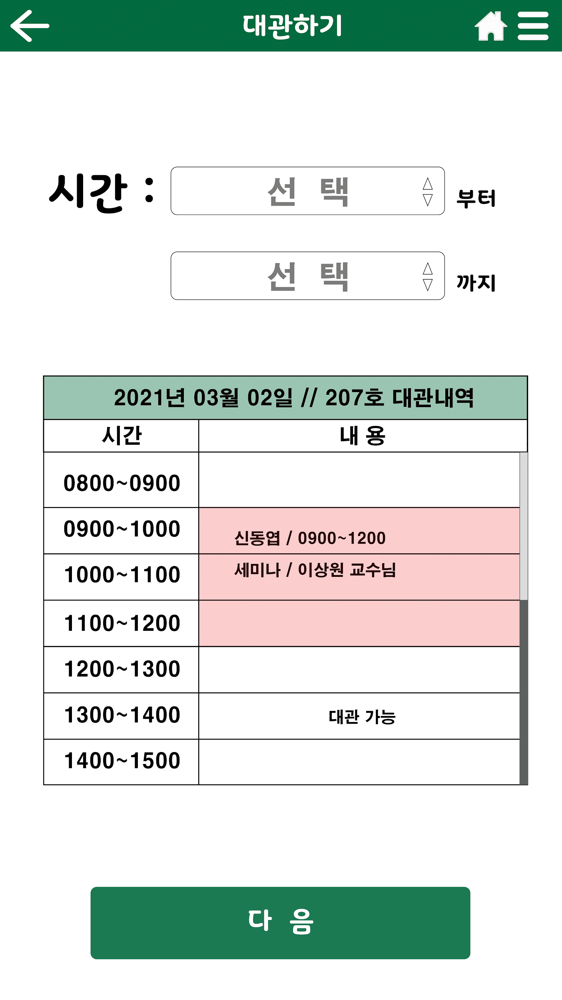 대관하기
시간 : 선 택 부터
선 택 까지
2021년 03월 02일 // 207호 대관내역
시간 내 용
0800~0900
0900~1000
신동엽 / 0900~1200
1000~1100
세미나 / 이상원 교수님
1100~1200
1200~1300
1300~1400 대관 가능
1400~1500
다 음